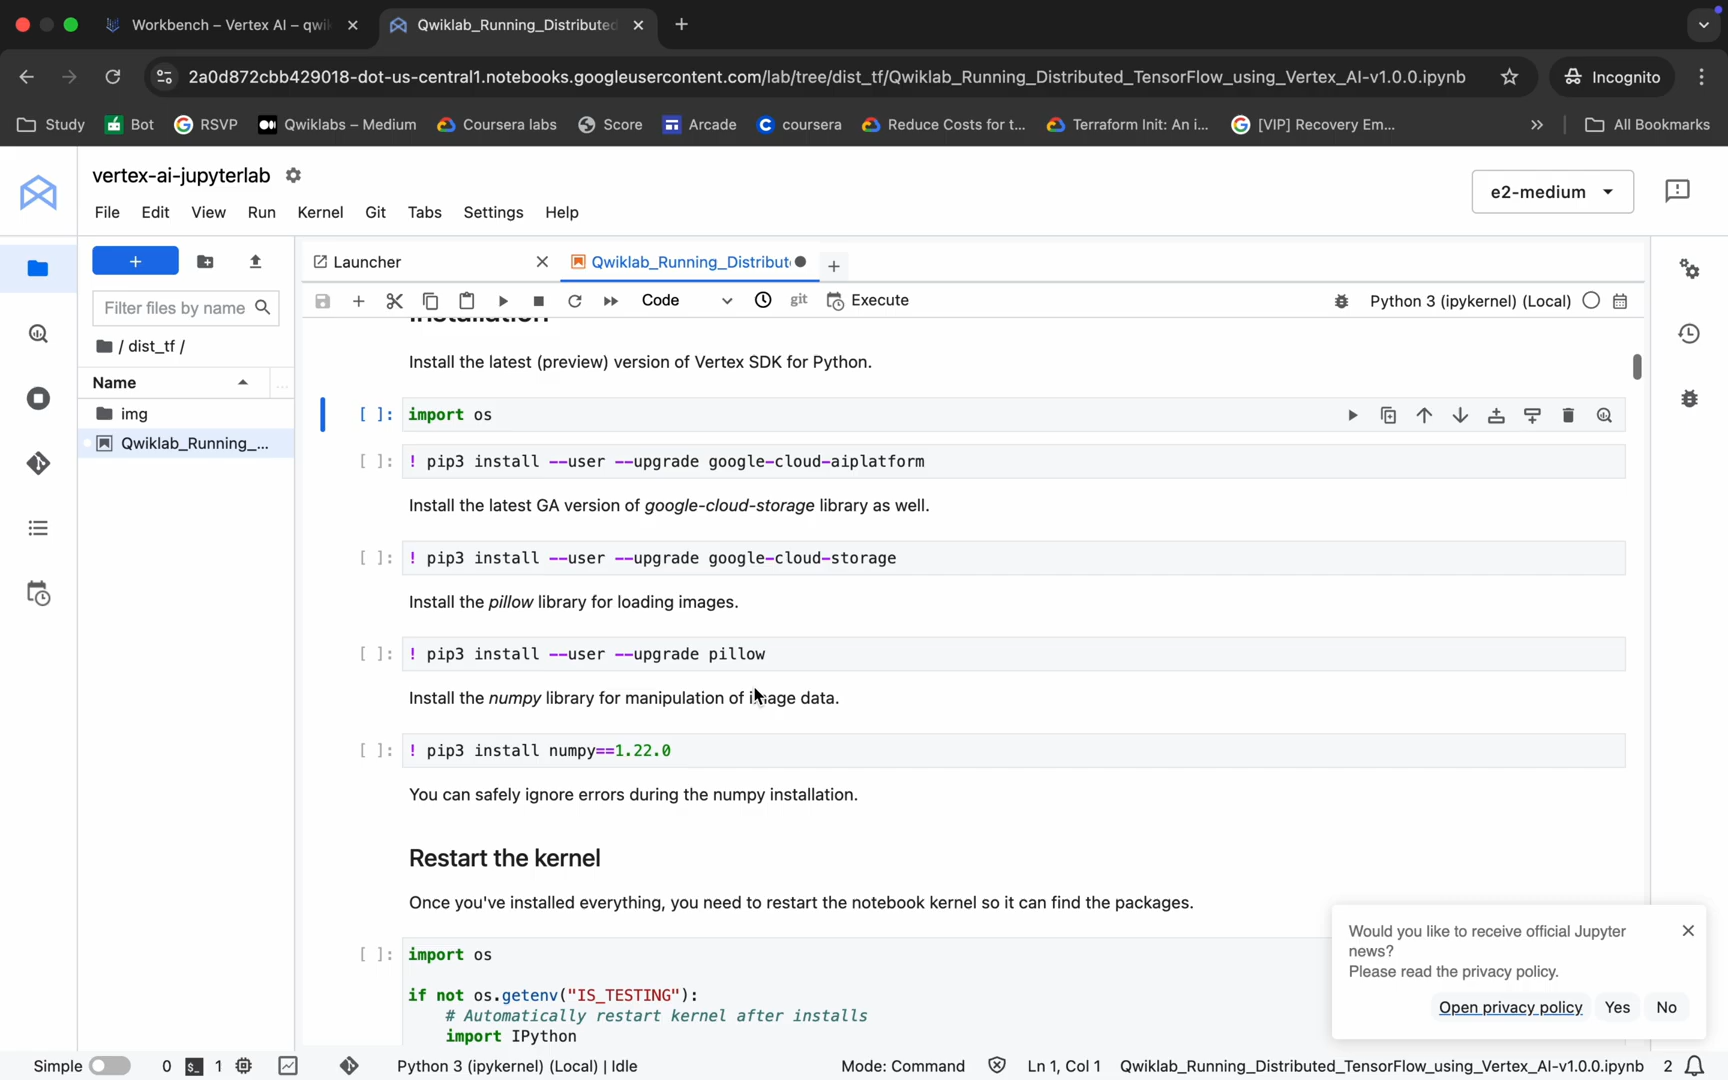 Workbench – Vertex AI – qwi
Qwiklab_Running_Distributed
2a0d872cbb429018-dot-us-central1.notebooks.googleusercontent.com/lab/tree/dist_tf/Qwiklab_Running_Distributed_TensorFlow_using_Vertex_AI-v1.0.0.ipynb
Incognito
Study
Bot
RSVP
Qwiklabs – Medium
Coursera labs
Score
Arcade
coursera
Reduce Costs for t...
Terraform Init: An i...
[VIP] Recovery Em...
»
All Bookmarks
vertex-ai-jupyterlab
e2-medium
File Edit View Run Kernel Git Tabs Settings Help
Launcher
Qwiklab_Running_Distribut
Filter files by name
Code
git
Execute
Python 3 (ipykernel) (Local)
/ dist_tf /
Name
...
img
Qwiklab_Running_...
Installation
Install the latest (preview) version of Vertex SDK for Python.
[ ]: import os
[ ]: ! pip3 install --user --upgrade google-cloud-aiplatform
Install the latest GA version of google-cloud-storage library as well.
[ ]: ! pip3 install --user --upgrade google-cloud-storage
Install the pillow library for loading images.
[ ]: ! pip3 install --user --upgrade pillow
Install the numpy library for manipulation of image data.
[ ]: ! pip3 install numpy==1.22.0
You can safely ignore errors during the numpy installation.
Restart the kernel
Once you've installed everything, you need to restart the notebook kernel so it can find the packages.
[ ]: import os
if not os.getenv("IS_TESTING"):
# Automatically restart kernel after installs
import IPython
Would you like to receive official Jupyter
news?
Please read the privacy policy.
Open privacy policy Yes No
Simple
0
1
Python 3 (ipykernel) (Local) | Idle
Mode: Command
Ln 1, Col 1
Qwiklab_Running_Distributed_TensorFlow_using_Vertex_AI-v1.0.0.ipynb
2